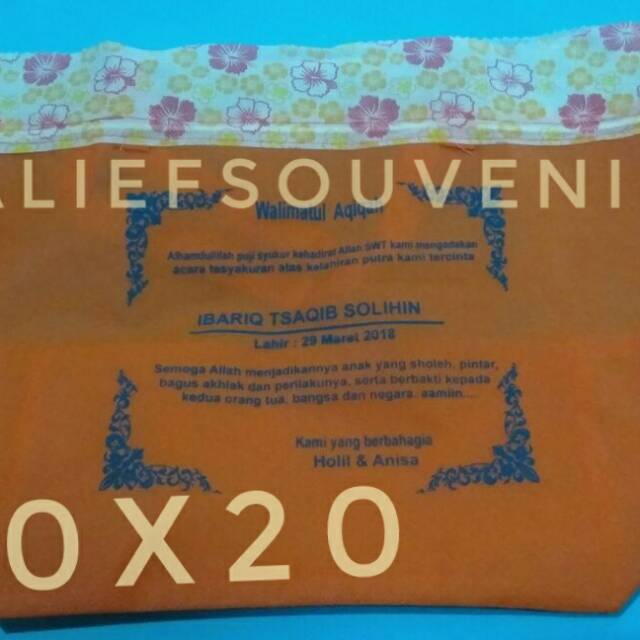 ALIEFSOUVENI
Walimatul Aqiqah
Alhamdulillah puji syukur kehadirat Allah SWT kami mengadakan
acara tasyakuran atas kelahiran putra kami tercinta
IBARIQ TSAQIB SOLIHIN
Lahir : 29 Maret 2018
Semoga Allah menjadikannya anak yang sholeh, pintar,
bagus akhlak dan perilakunya, serta berbakti kepada
kedua orang tua, bangsa dan negara. aamiin....
Kami yang berbahagia
Holil & Anisa
0X20